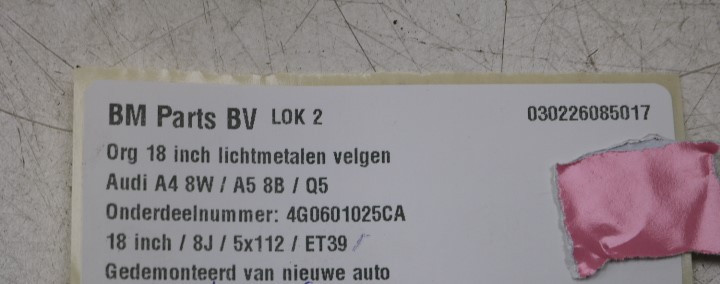 BM Parts BV LOK 2 030226085017
Org 18 inch lichtmetalen velgen
Audi A4 8W / A5 8B / Q5
Onderdeelnummer: 4G0601025CA
18 inch / 8J / 5x112 / ET39
Gedemonteerd van nieuwe auto